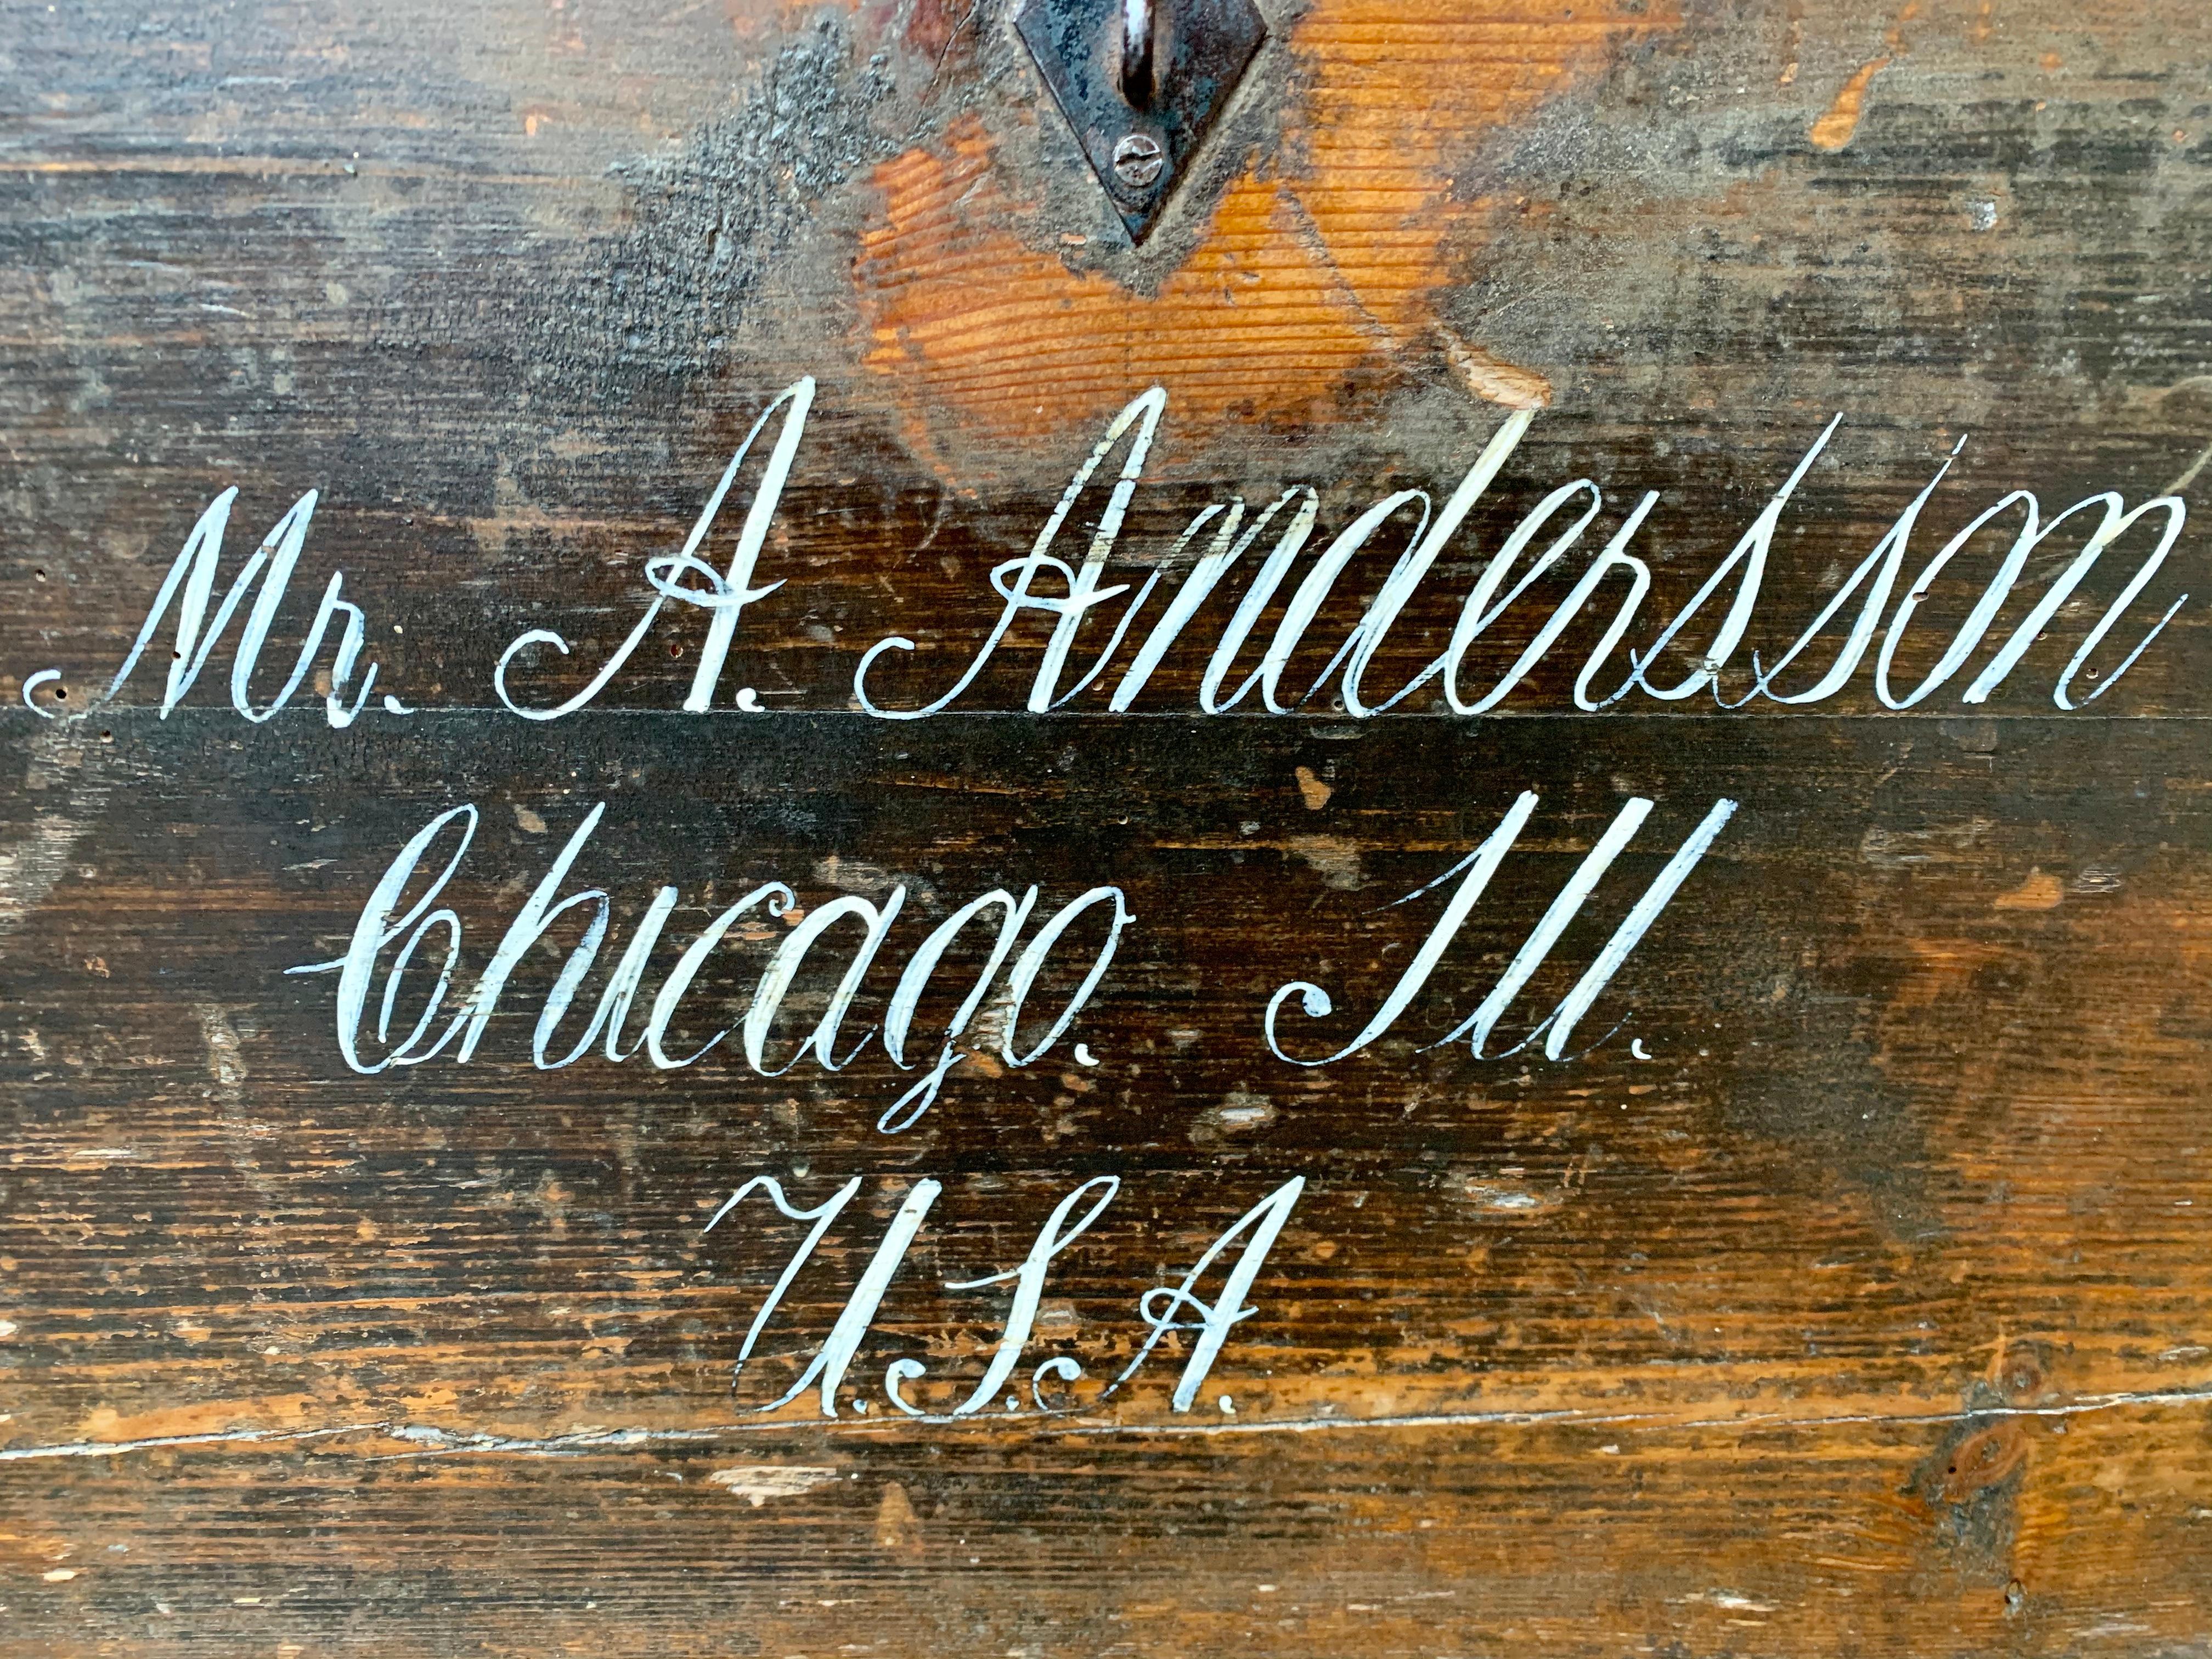 Mr. A. Andersson
Chicago. Ill.
U.S.A.